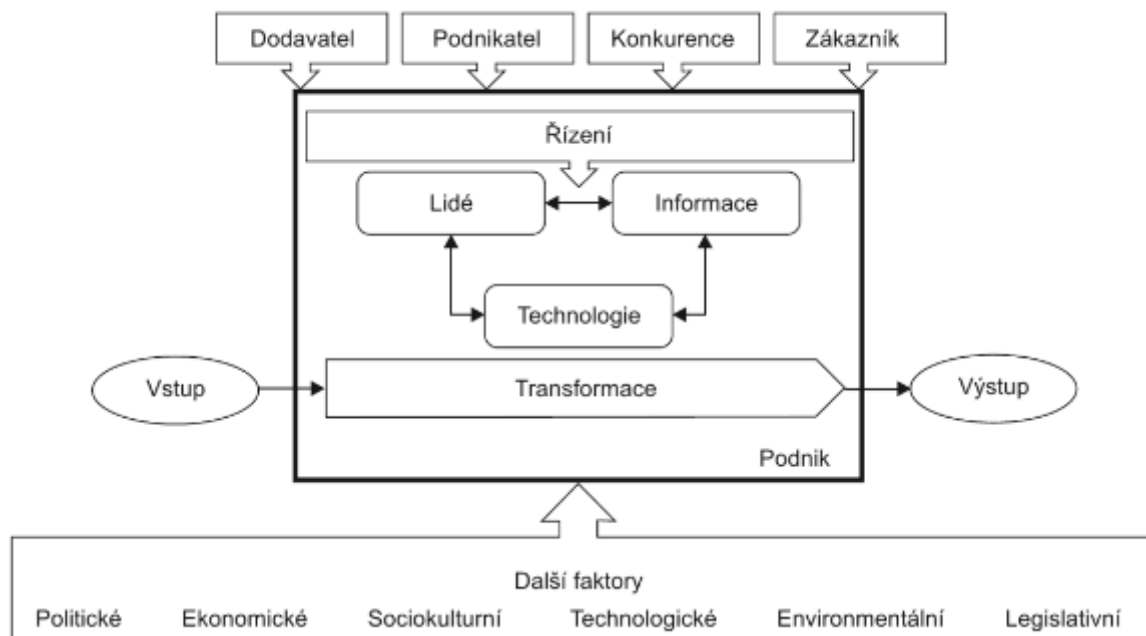 Dodavatel Podnikatel Konkurence Zákazník
Řízení
Lidé Informace
Technologie
Vstup Transformace Výstup
Podnik
Další faktory
Politické Ekonomické Sociokulturní Technologické Environmentální Legislativní